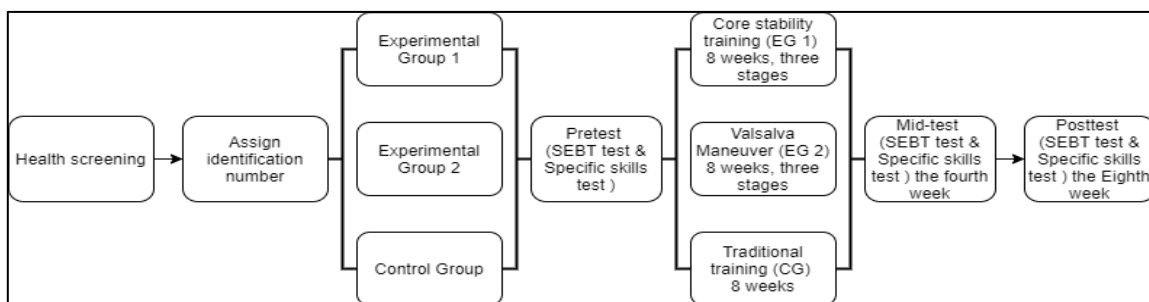 Health screening
Assign
identification
number
Experimental
Group 1
Experimental
Group 2
Control Group
Pretest
(SEBT test &
Specific skills
test )
Core stability
training (EG 1)
8 weeks, three
stages
Valsalva
Maneuver (EG 2)
8 weeks, three
stages
Traditional
training (CG)
8 weeks
Mid-test
(SEBT test &
Specific skills
test ) the fourth
week
Posttest
(SEBT test &
Specific skills
test ) the Eighth
week